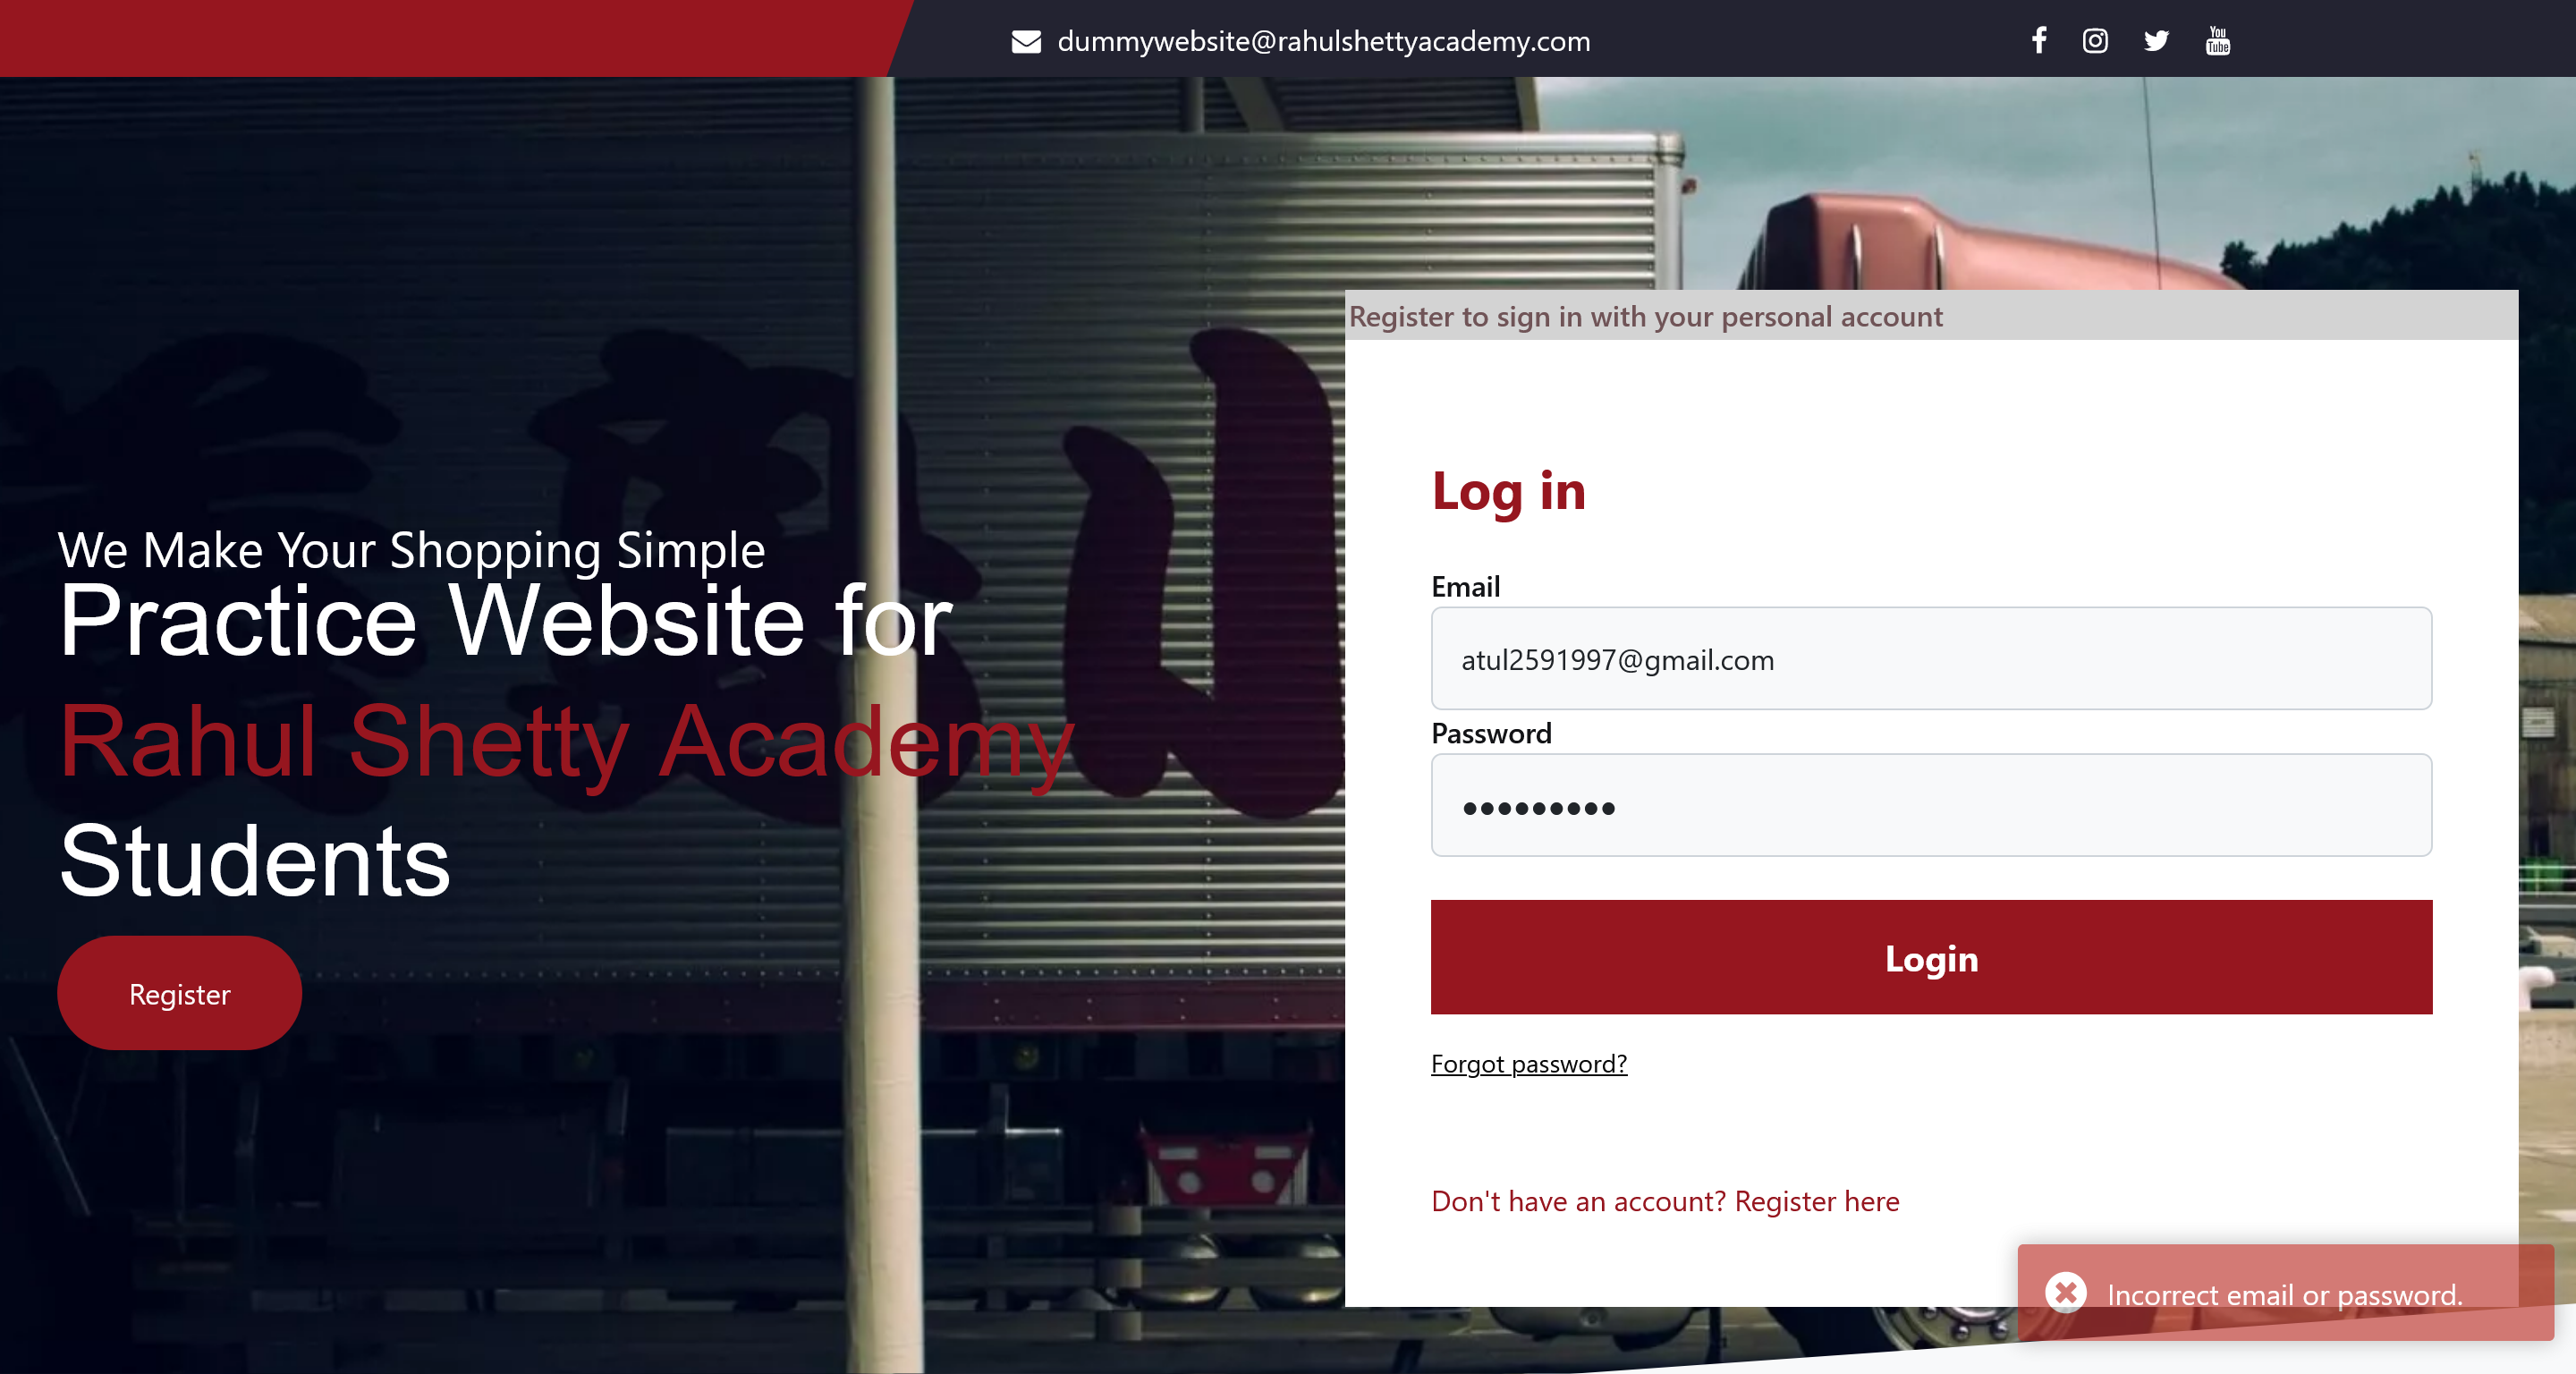 dummywebsite@rahulshettyacademy.com
You
Tube
We Make Your Shopping Simple
Practice Website for
Rahul Shetty Academy
Students
Register
Register to sign in with your personal account
Log in
Email
atul2591997@gmail.com
Password
Login
Forgot password?
Don't have an account? Register here
Incorrect email or password.